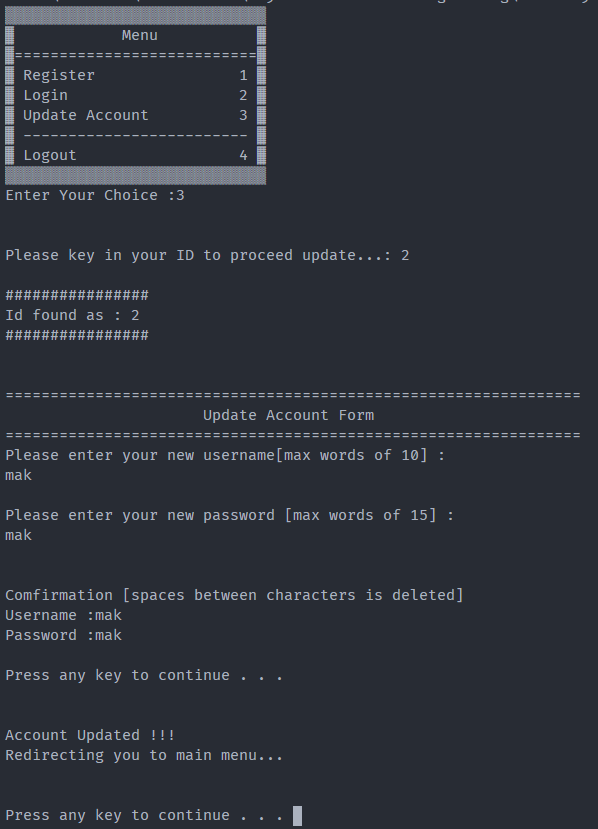 Menu
===========================
Register 1
Login 2
Update Account 3
-------------------------
Logout 4
Enter Your Choice :3
Please key in your ID to proceed update...: 2
################
Id found as : 2
################
================================================================
Update Account Form
================================================================
Please enter your new username[max words of 10] :
mak
Please enter your new password [max words of 15] :
mak
Comfirmation [spaces between characters is deleted]
Username :mak
Password :mak
Press any key to continue . . .
Account Updated !!!
Redirecting you to main menu...
Press any key to continue . . .